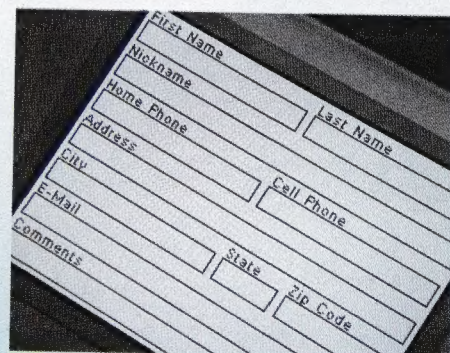 First Name Last Name
Nickname
Home Phone Cell Phone
Address
City State Zip Code
E-Mail
Comments